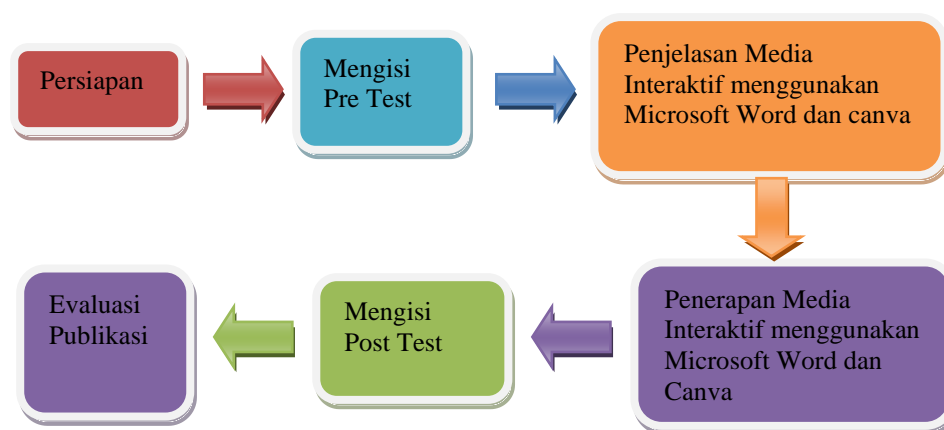 Persiapan
Mengisi
Pre Test
Penjelasan Media
Interaktif menggunakan
Microsoft Word dan canva
Penerapan Media
Interaktif menggunakan
Microsoft Word dan
Canva
Mengisi
Post Test
Evaluasi
Publikasi